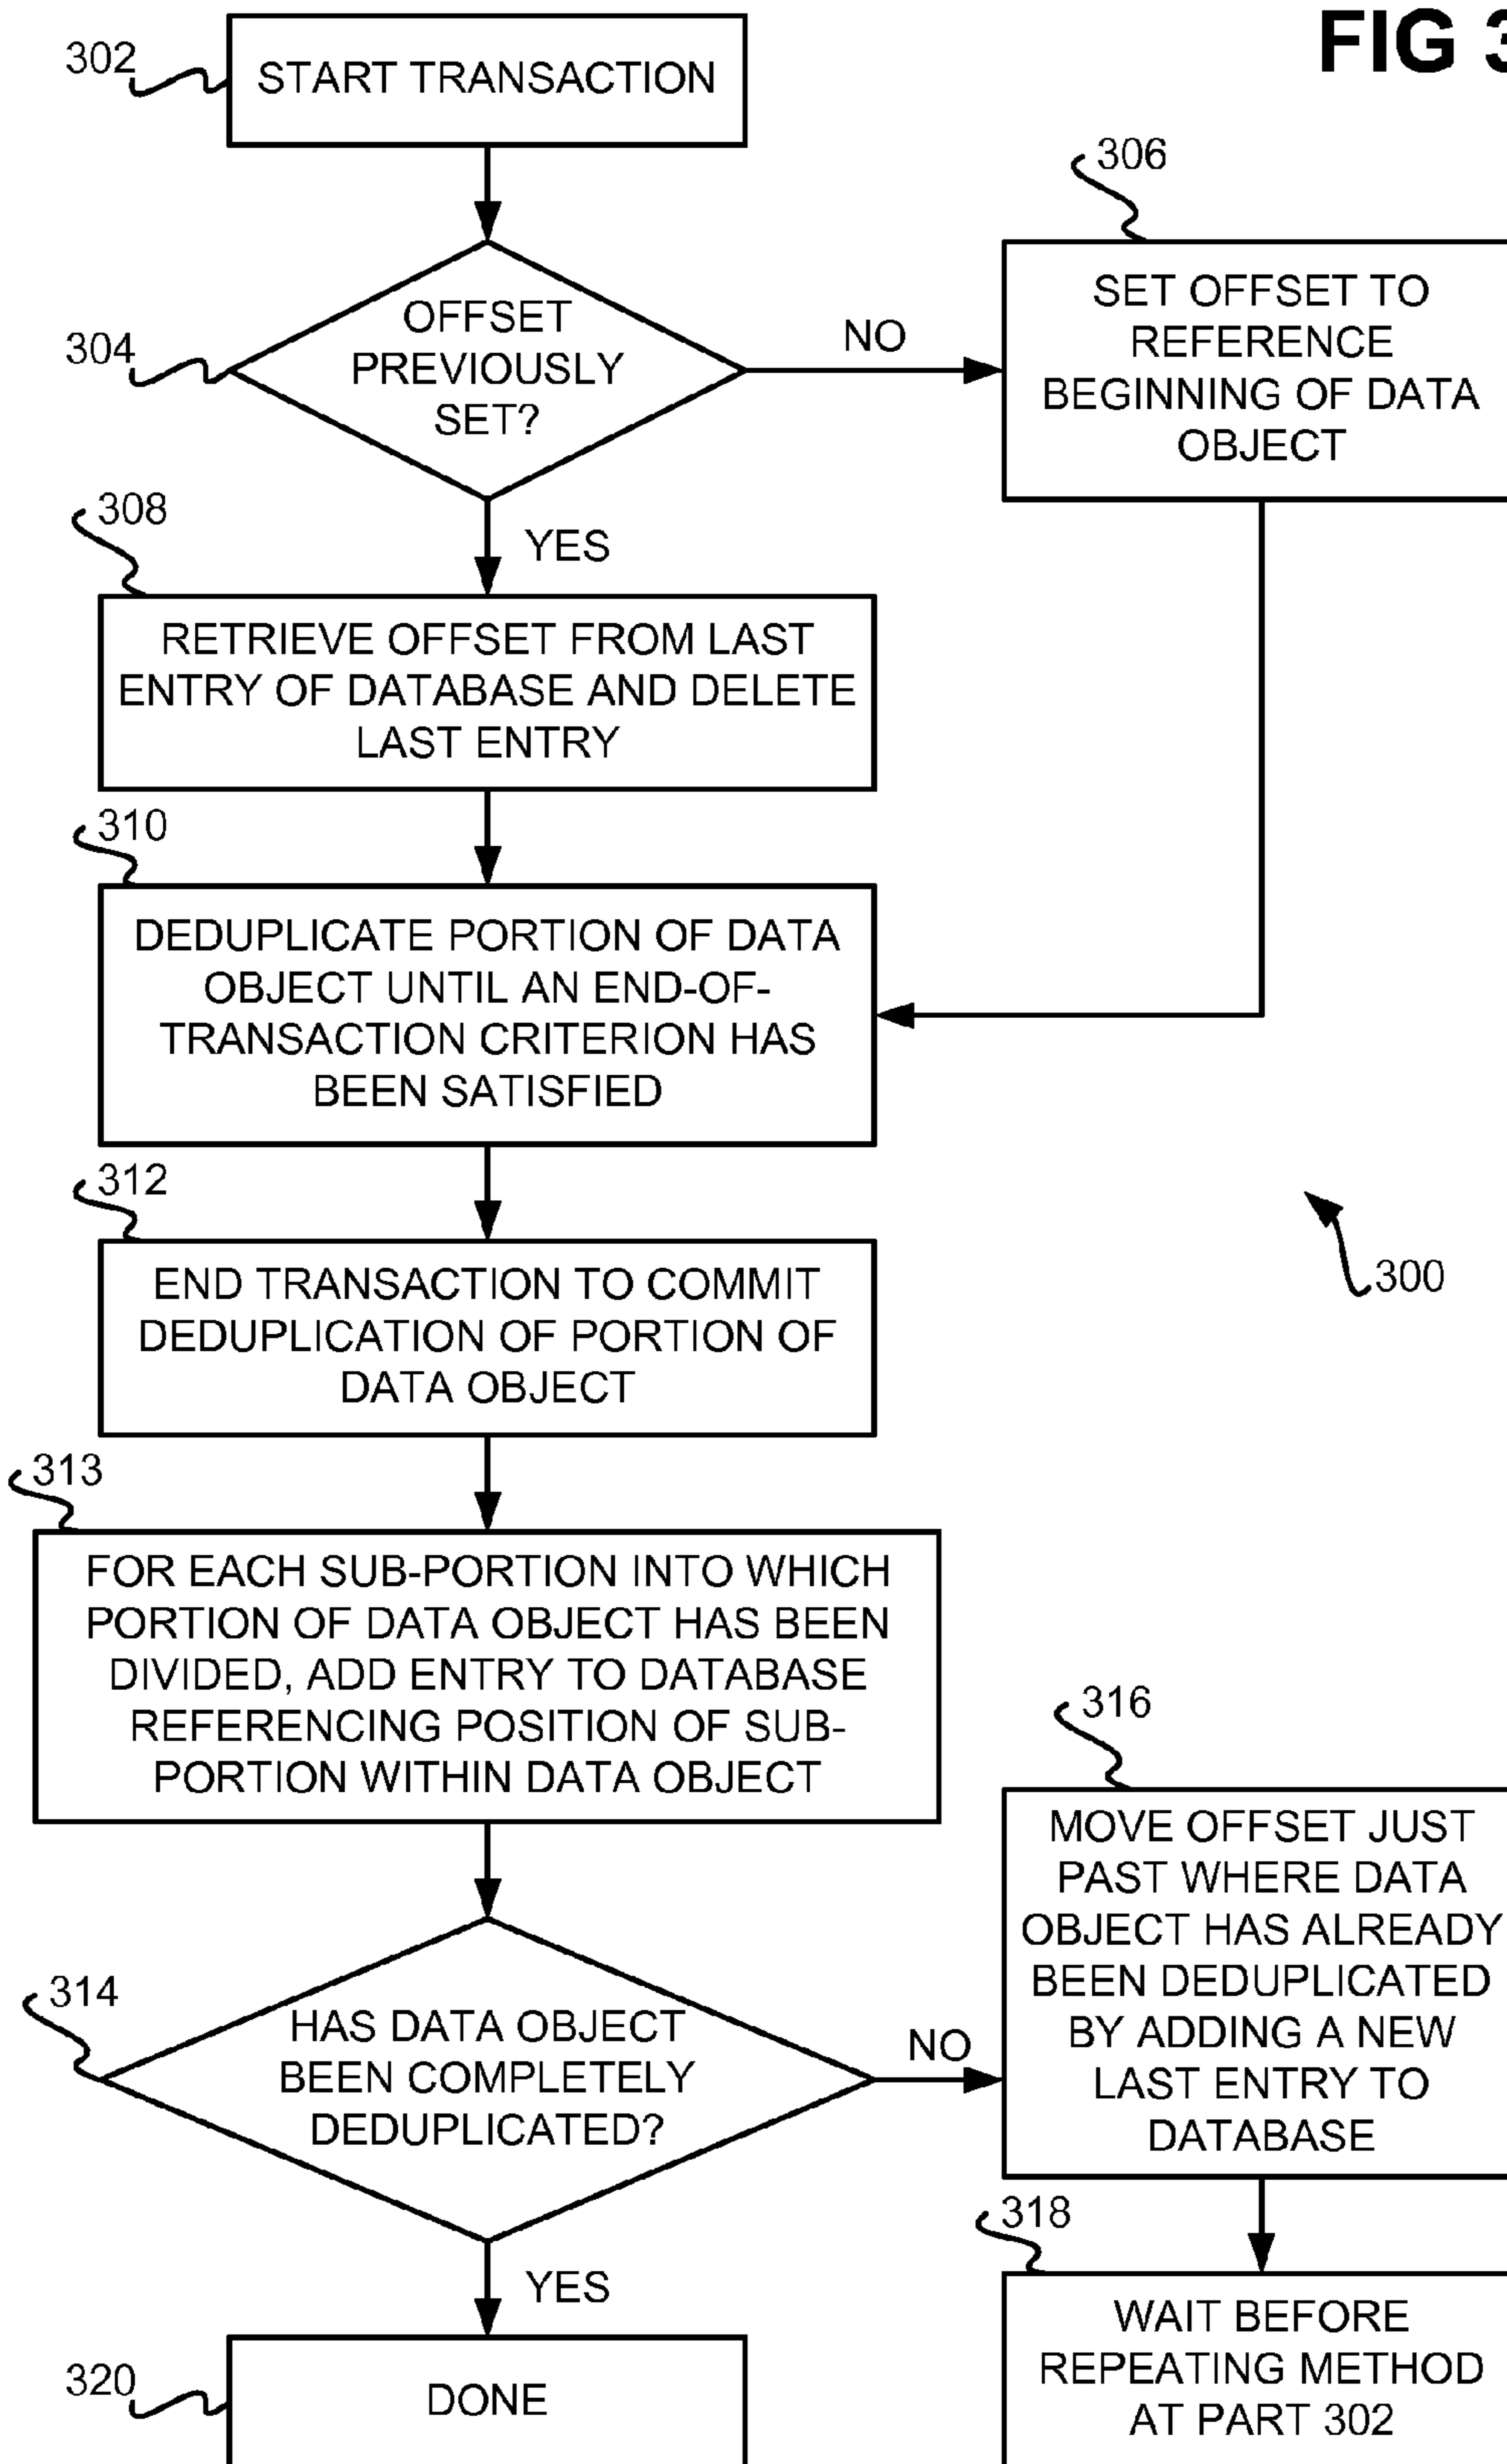 FIG 3
302
START TRANSACTION
306
304
OFFSET
PREVIOUSLY
SET?
NO
SET OFFSET TO
REFERENCE
BEGINNING OF DATA
OBJECT
308
YES
RETRIEVE OFFSET FROM LAST
ENTRY OF DATABASE AND DELETE
LAST ENTRY
310
DEDUPLICATE PORTION OF DATA
OBJECT UNTIL AN END-OF-
TRANSACTION CRITERION HAS
BEEN SATISFIED
312
END TRANSACTION TO COMMIT
DEDUPLICATION OF PORTION OF
DATA OBJECT
300
313
FOR EACH SUB-PORTION INTO WHICH
PORTION OF DATA OBJECT HAS BEEN
DIVIDED, ADD ENTRY TO DATABASE
REFERENCING POSITION OF SUB-
PORTION WITHIN DATA OBJECT
314
HAS DATA OBJECT
BEEN COMPLETELY
DEDUPLICATED?
NO
316
MOVE OFFSET JUST
PAST WHERE DATA
OBJECT HAS ALREADY
BEEN DEDUPLICATED
BY ADDING A NEW
LAST ENTRY TO
DATABASE
318
WAIT BEFORE
REPEATING METHOD
AT PART 302
YES
320
DONE